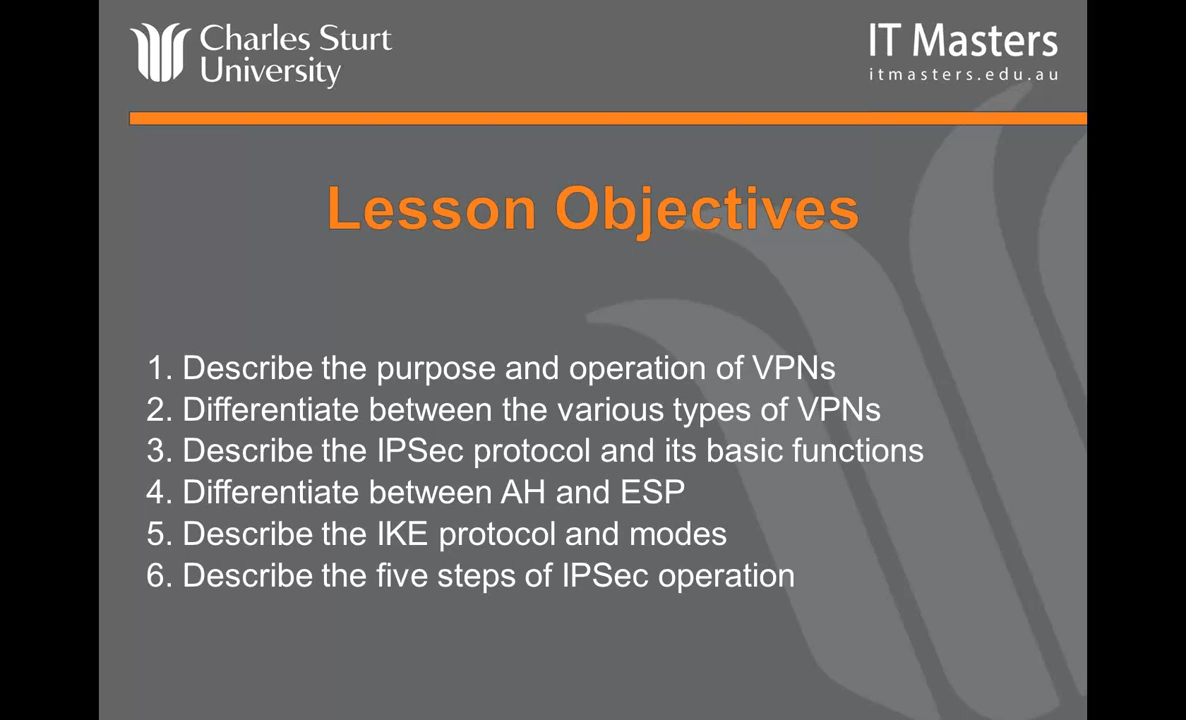 Charles Sturt
University
IT Masters
itmasters.edu.au
Lesson Objectives
1. Describe the purpose and operation of VPNs
2. Differentiate between the various types of VPNs
3. Describe the IPSec protocol and its basic functions
4. Differentiate between AH and ESP
5. Describe the IKE protocol and modes
6. Describe the five steps of IPSec operation